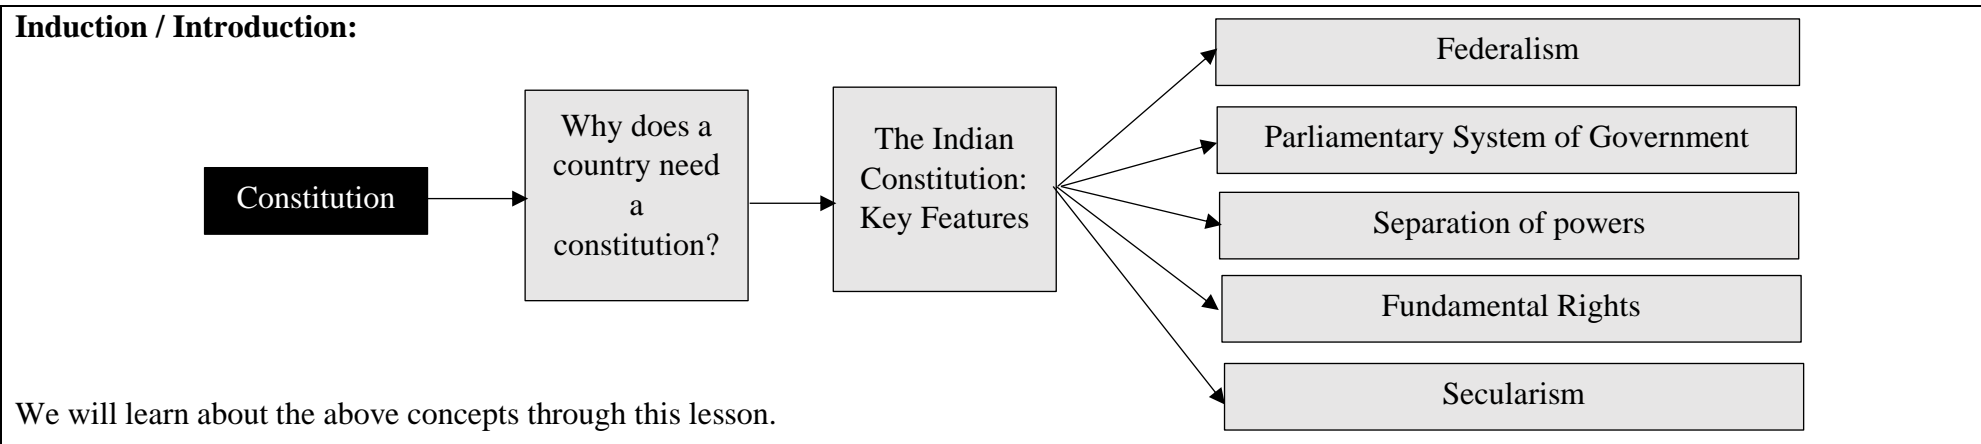 Induction / Introduction:
Constitution
Why does a
country need
a
constitution?
The Indian
Constitution:
Key Features
Federalism
Parliamentary System of Government
Separation of powers
Fundamental Rights
Secularism
We will learn about the above concepts through this lesson.